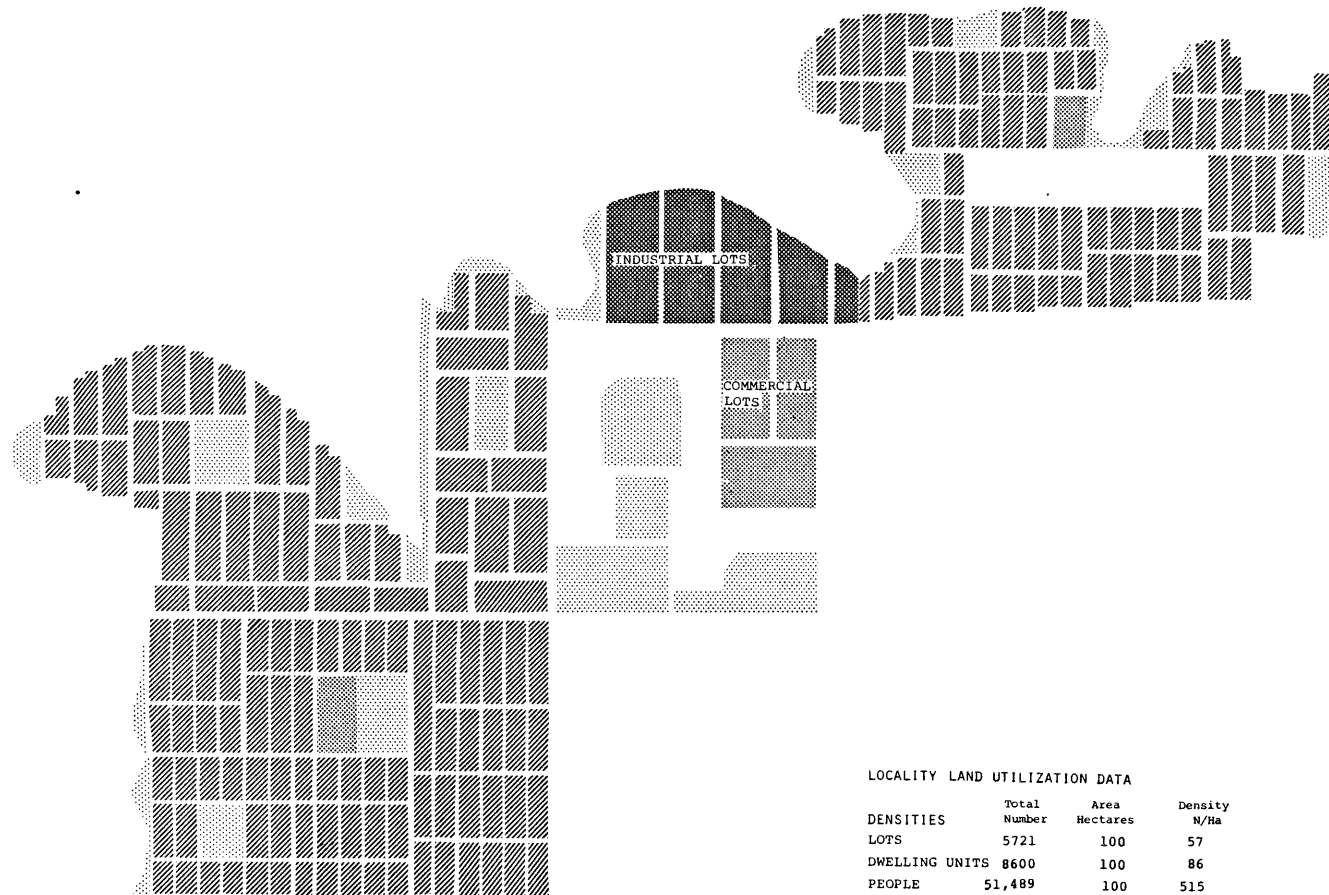 INDUSTRIAL LOTS
COMMERCIAL
LOTS
LOCALITY LAND UTILIZATION DATA
DENSITIES Total Number Area Hectares Density N/Ha
LOTS 5721 100 57
DWELLING UNITS 8600 100 86
PEOPLE 51,489 100 515